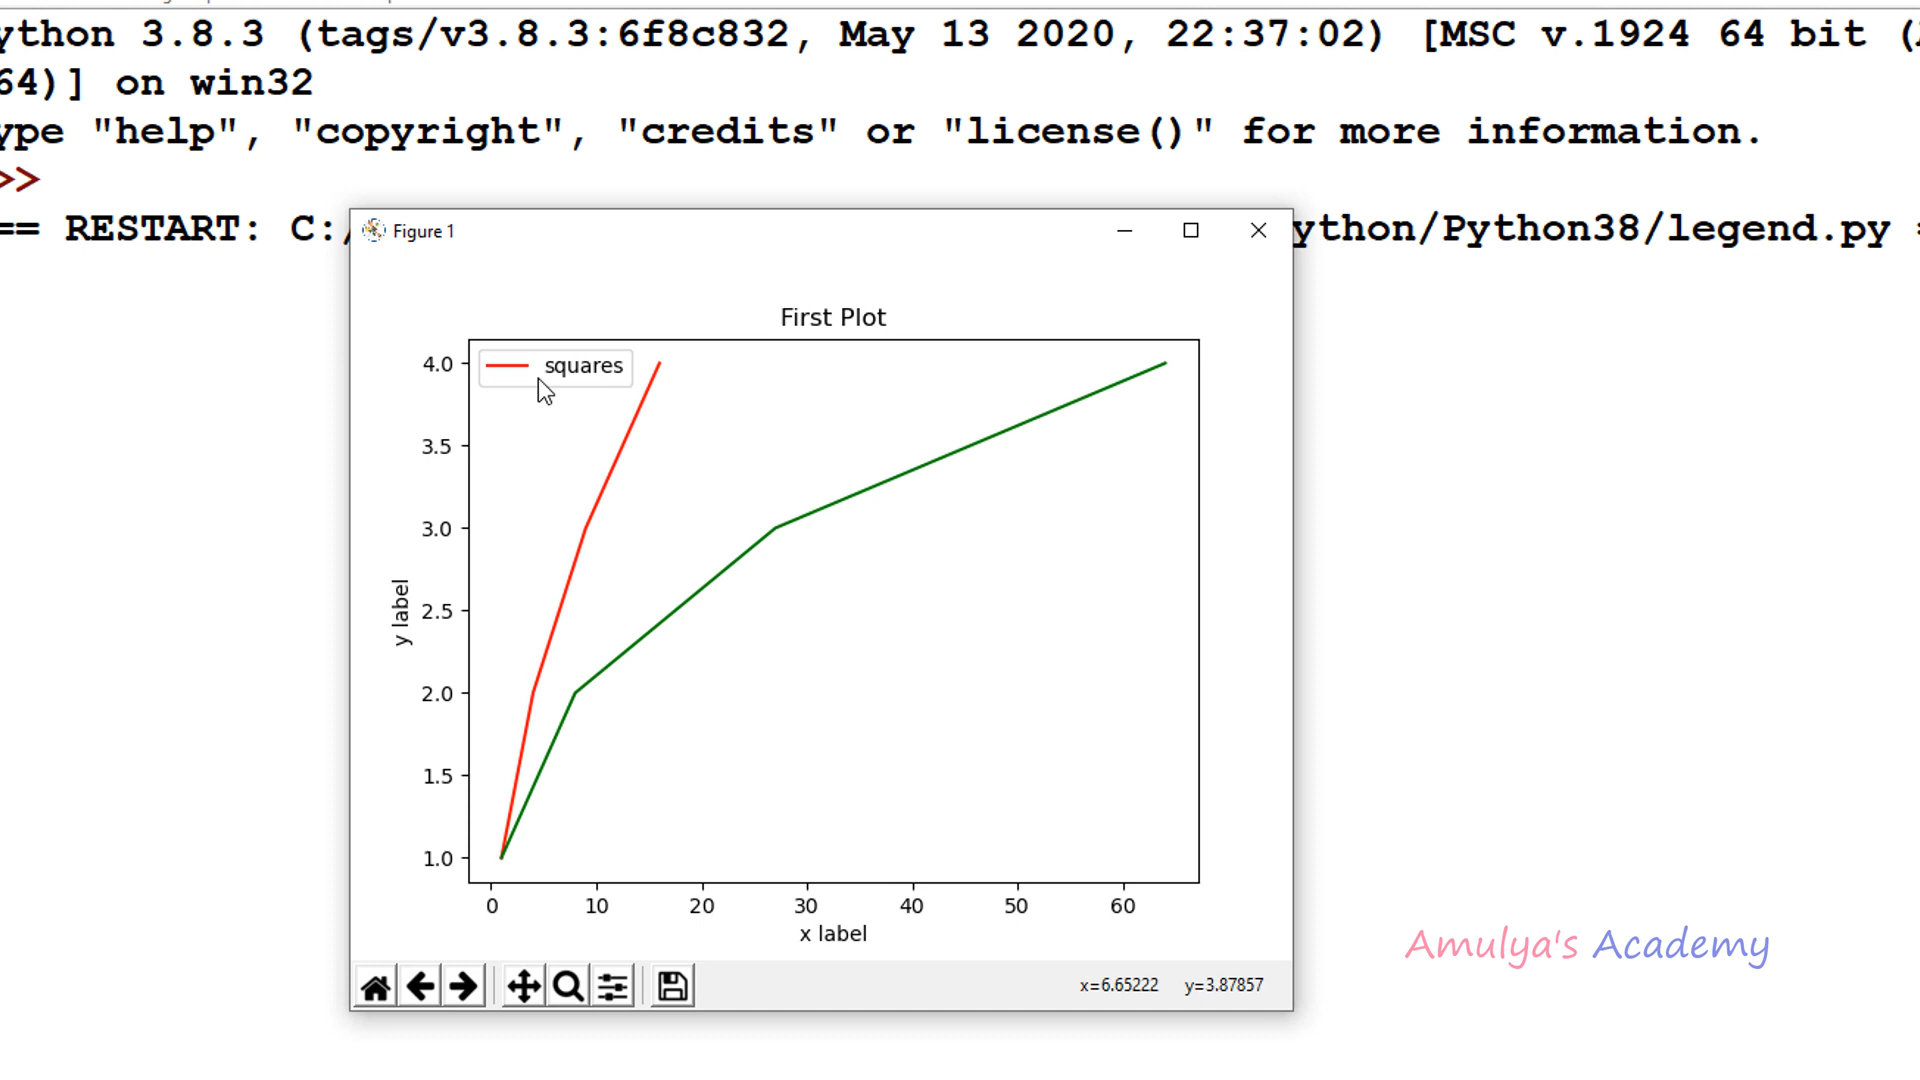 ython 3.8.3 (tags/v3.8.3:6f8c832, May 13 2020, 22:37:02) [MSC v.1924 64 bit (
64)] on win32
ype "help", "copyright", "credits" or "license()" for more information.
>>
== RESTART: C:/ ython/Python38/legend.py =
Figure 1
First Plot
squares
4.0
3.5
3.0
2.5
2.0
1.5
1.0
y label
0 10 20 30 40 50 60
x label
x=6.65222 y=3.87857
Amulya's Academy